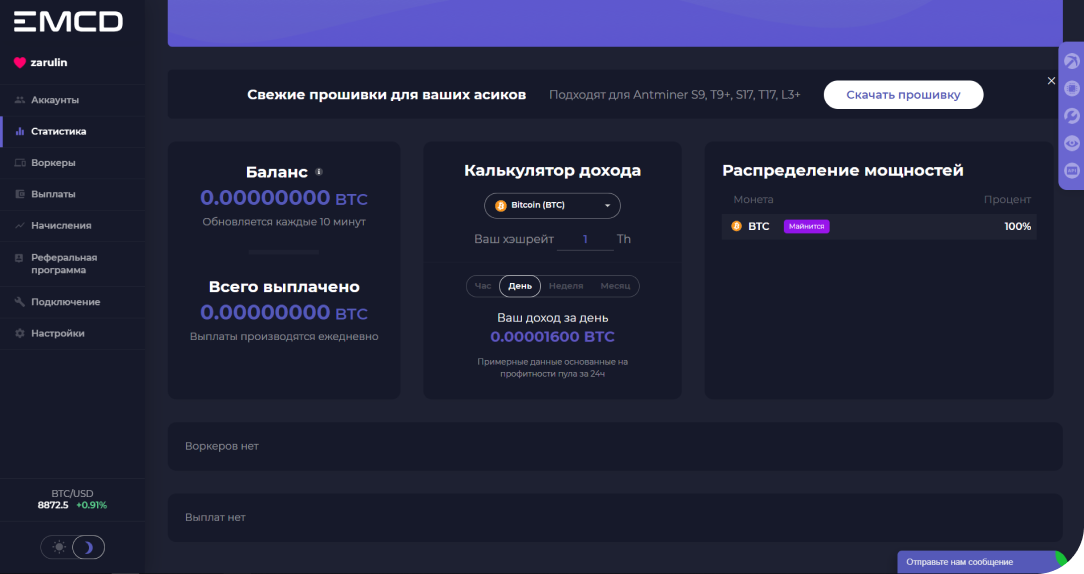 EMCD
zarulin
Аккаунты
Статистика
Воркеры
Выплаты
Начисления
Реферальная
программа
Подключение
Настройки
BTC/USD
8872.5 +0.91%
Свежие прошивки для ваших асиков Подходят для Antminer S9, T9+, S17, T17, L3+ Скачать прошивку
Баланс
0.00000000 BTC
Обновляется каждые 10 минут
Всего выплачено
0.00000000 BTC
Выплаты производятся ежедневно
Калькулятор дохода
Bitcoin (BTC)
Ваш хэшрейт 1 Th
Час День Неделя Месяц
Ваш доход за день
0.00001600 BTC
Примерные данные основанные на
профитности пула за 24ч
Распределение мощностей
Монета Процент
BTC Майнится 100%
Воркеров нет
Выплат нет
API
Отправьте нам сообщение